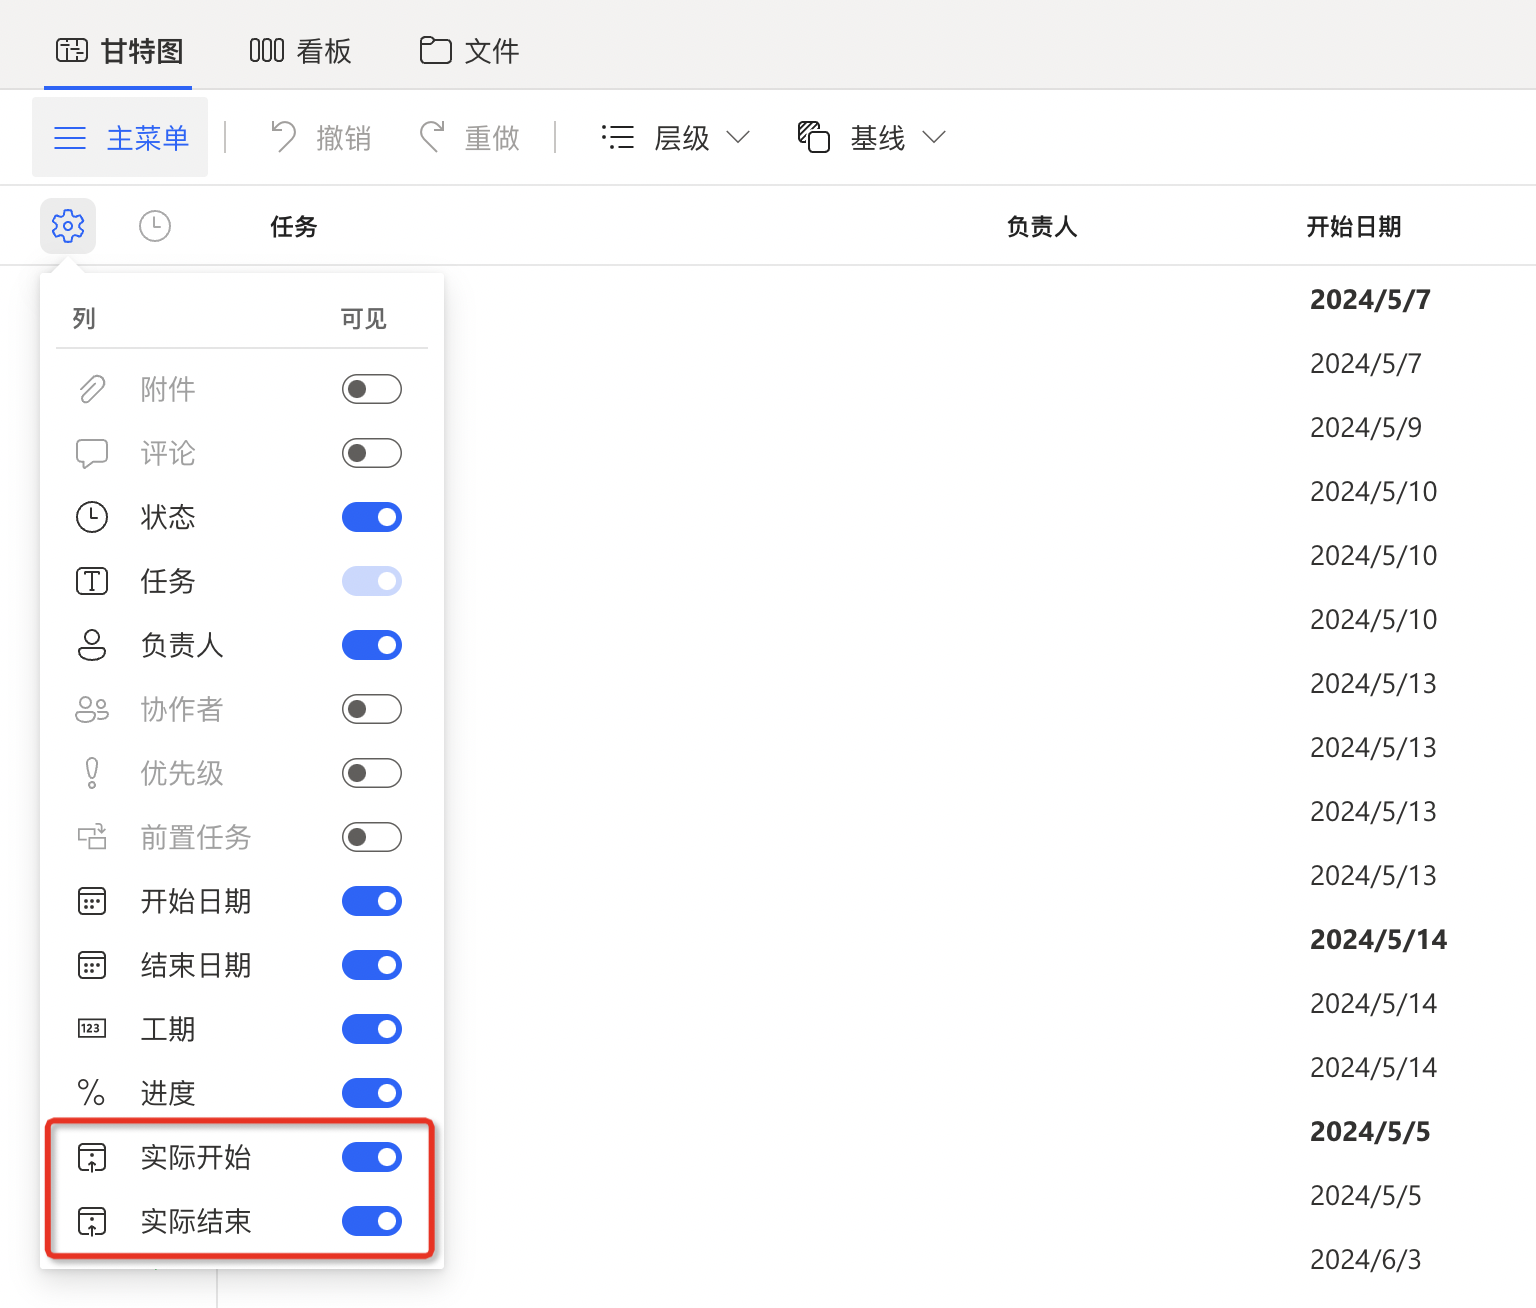 甘特图 看板 文件
主菜单 撤销 重做 层级 基线
任务 负责人 开始日期
列 可见
附件
评论
状态
任务
负责人
协作者
优先级
前置任务
开始日期
结束日期
123 工期
进度
实际开始
实际结束
2024/5/7
2024/5/7
2024/5/9
2024/5/10
2024/5/10
2024/5/10
2024/5/13
2024/5/13
2024/5/13
2024/5/13
2024/5/14
2024/5/14
2024/5/14
2024/5/5
2024/5/5
2024/6/3